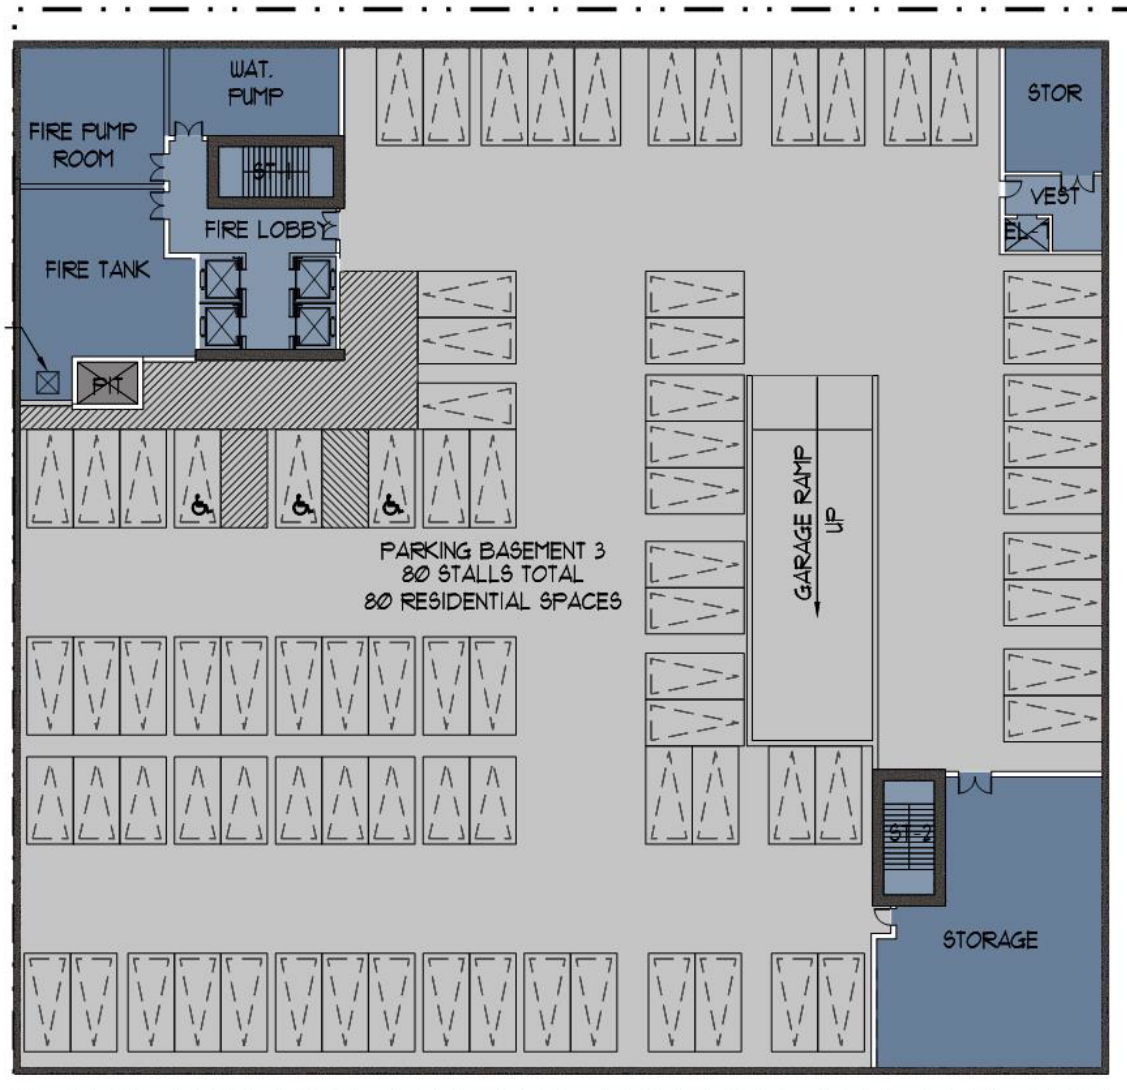 WAT.
PUMP
STOR
FIRE PUMP
ROOM
ST-1
VEST
FIRE LOBBY
EL-1
FIRE TANK
PIT
GARAGE RAMP
UP
PARKING BASEMENT 3
80 STALLS TOTAL
80 RESIDENTIAL SPACES
ST-2
STORAGE